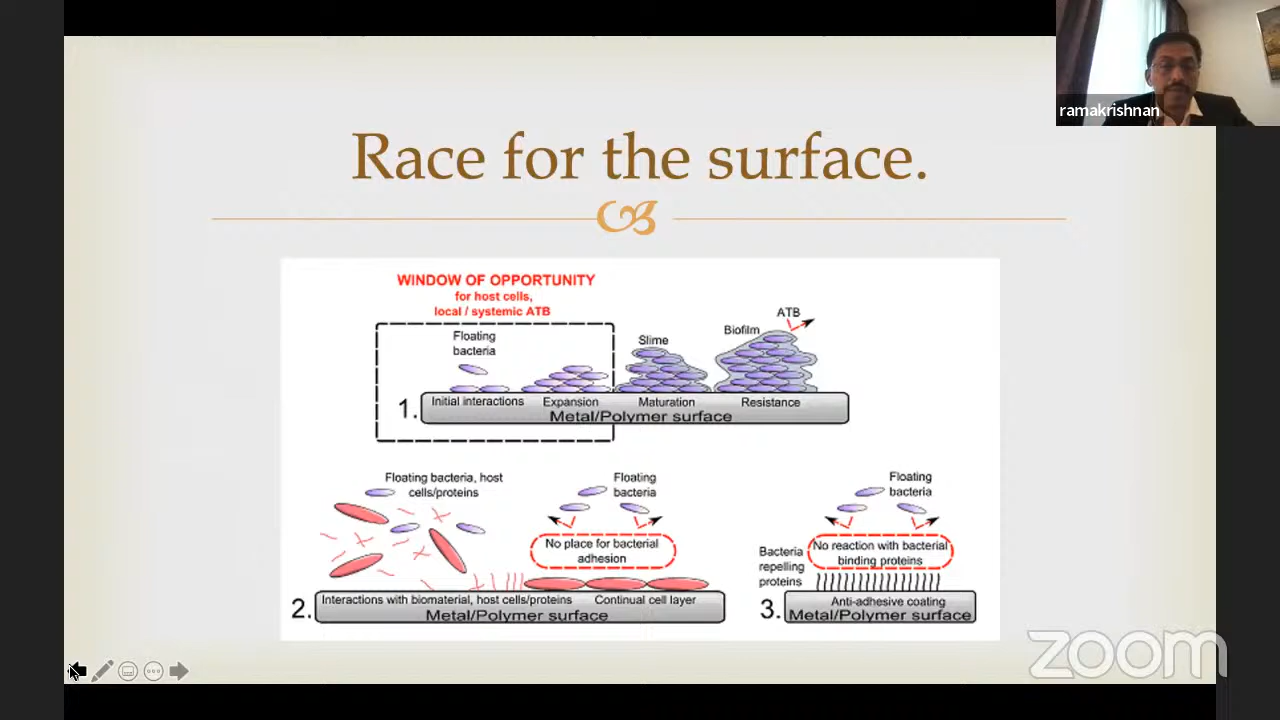 ramakrishnan
Race for the surface.
WINDOW OF OPPORTUNITY
for host cells,
local / systemic ATB
Floating
bacteria
Slime
Biofilm
ATB
1.
Initial interactions
Expansion
Maturation
Resistance
Metal/Polymer surface
Floating bacteria, host
cells/proteins
Floating
bacteria
No place for bacterial
adhesion
2.
Interactions with biomaterial, host cells/proteins
Continual cell layer
Metal/Polymer surface
Floating
bacteria
No reaction with bacterial
binding proteins
Bacteria
repelling
proteins
3.
Anti-adhesive coating
Metal/Polymer surface
zoom